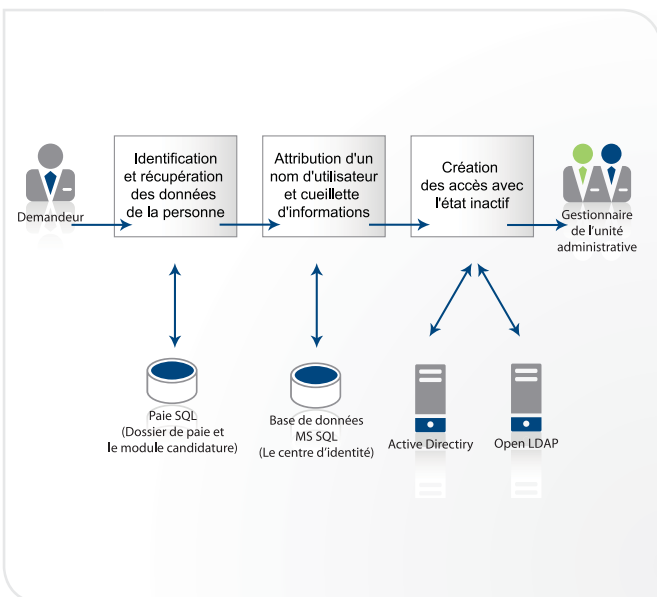 Identification
et récupération
des données
de la personne
Attribution d'un
nom d'utilisateur
et cueillette
d'informations
Création
des accès avec
l'état inactif
Demandeur
Gestionnaire
de l'unité
administrative
Paie SQL
(Dossier de paie et
le module candidature)
Base de données
MS SQL
(Le centre d'identité)
Active Directiry
Open LDAP